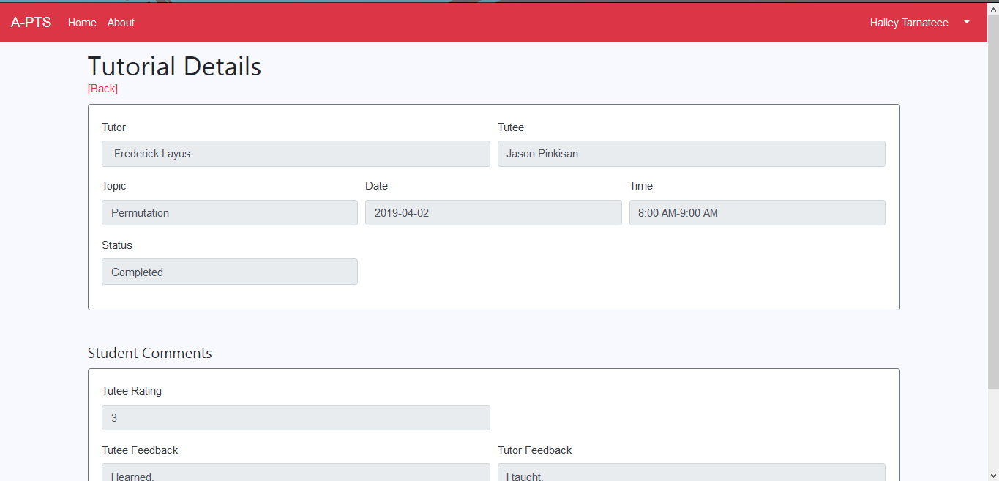 A-PTS Home About Halley Tarnateee
Tutorial Details
[Back]
Tutor Tutee
Frederick Layus Jason Pinkisan
Topic Date Time
Permutation 2019-04-02 8:00 AM-9:00 AM
Status
Completed
Student Comments
Tutee Rating
3
Tutee Feedback Tutor Feedback
I learned. I taught.